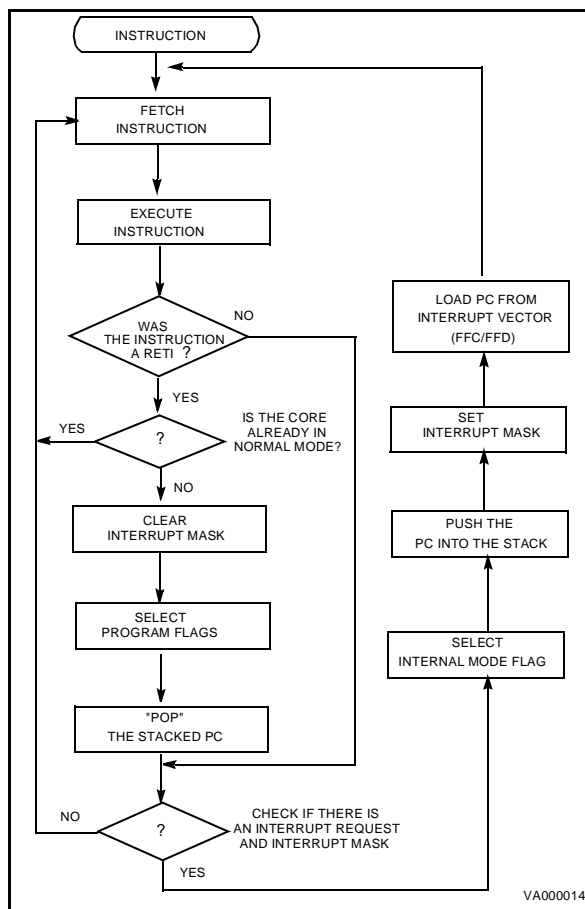 INSTRUCTION
FETCH
INSTRUCTION
EXECUTE
INSTRUCTION
WAS
THE INSTRUCTION
A RETI ?
NO
YES
?
YES
IS THE CORE
ALREADY IN
NORMAL MODE?
NO
CLEAR
INTERRUPT MASK
SELECT
PROGRAM FLAGS
"POP"
THE STACKED PC
?
NO
CHECK IF THERE IS
AN INTERRUPT REQUEST
AND INTERRUPT MASK
YES
LOAD PC FROM
INTERRUPT VECTOR
(FFC/FFD)
SET
INTERRUPT MASK
PUSH THE
PC INTO THE STACK
SELECT
INTERNAL MODE FLAG
VA000014